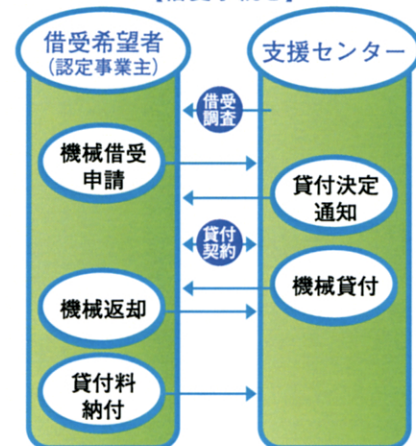 借受希望者
(認定事業主)
支援センター
借受
調査
機械借受
申請
貸付決定
通知
貸付
契約
機械貸付
機械返却
貸付料
納付